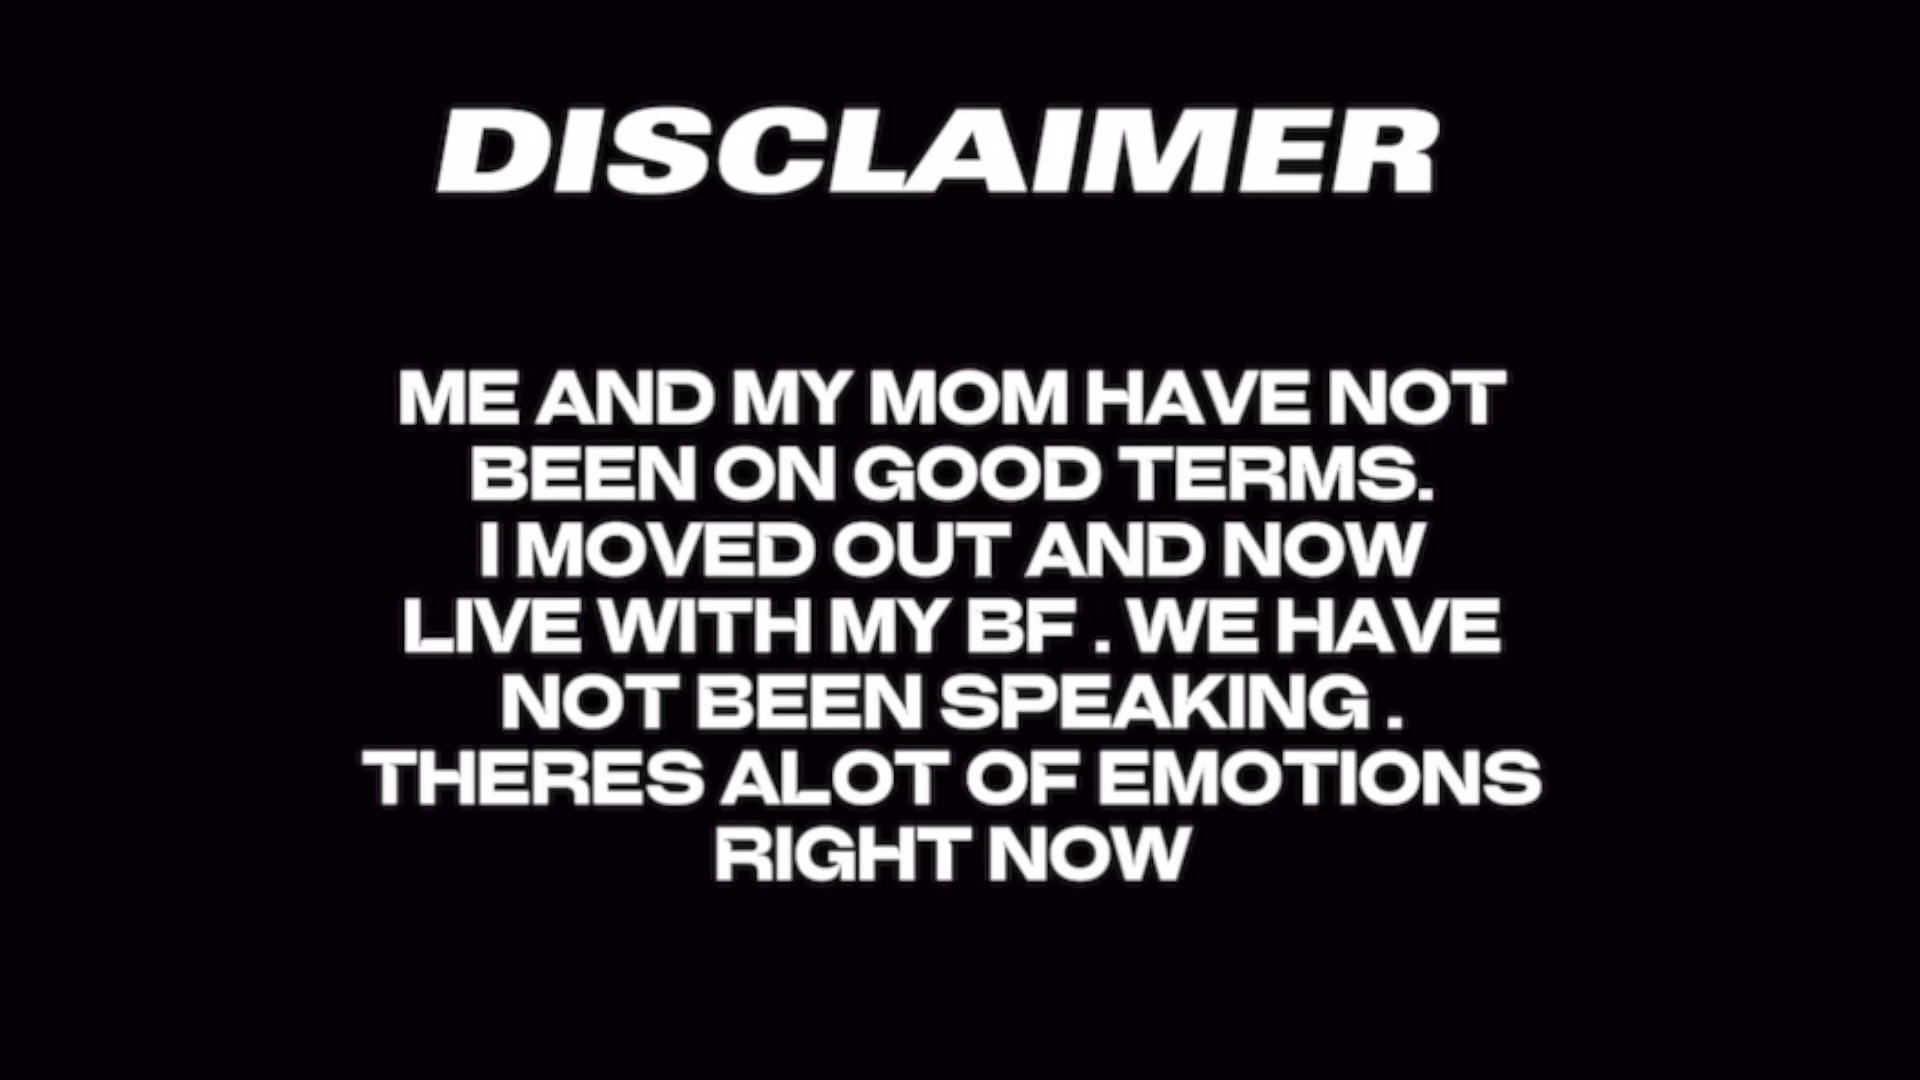 DISCLAIMER
ME AND MY MOM HAVE NOT
BEEN ON GOOD TERMS.
I MOVED OUT AND NOW
LIVE WITH MY BF . WE HAVE
NOT BEEN SPEAKING .
THERES ALOT OF EMOTIONS
RIGHT NOW